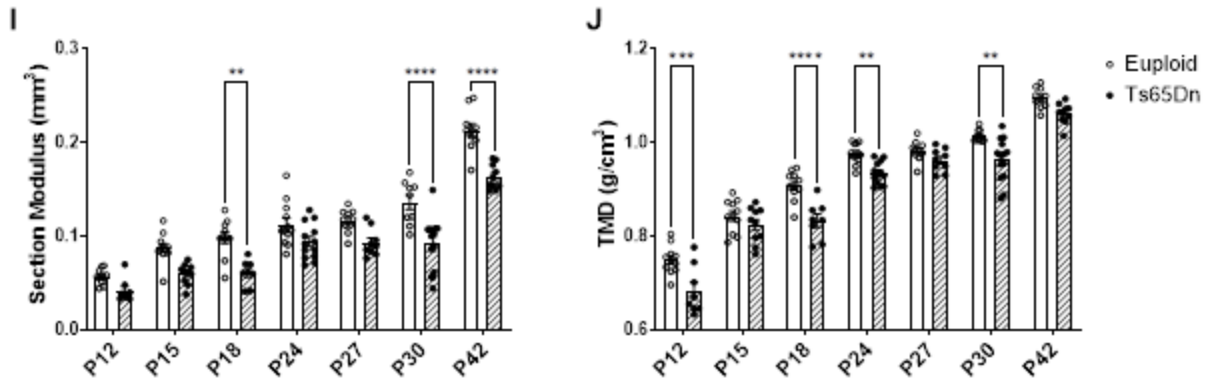 I
Section Modulus (mm³)
0.3
0.2
0.1
0.0
**
****
****
P12
P15
P18
P24
P27
P30
P42
J
TMD (g/cm³)
1.2
1.0
0.8
0.6
***
****
**
**
P12
P15
P18
P24
P27
P30
P42
Euploid
Ts65Dn